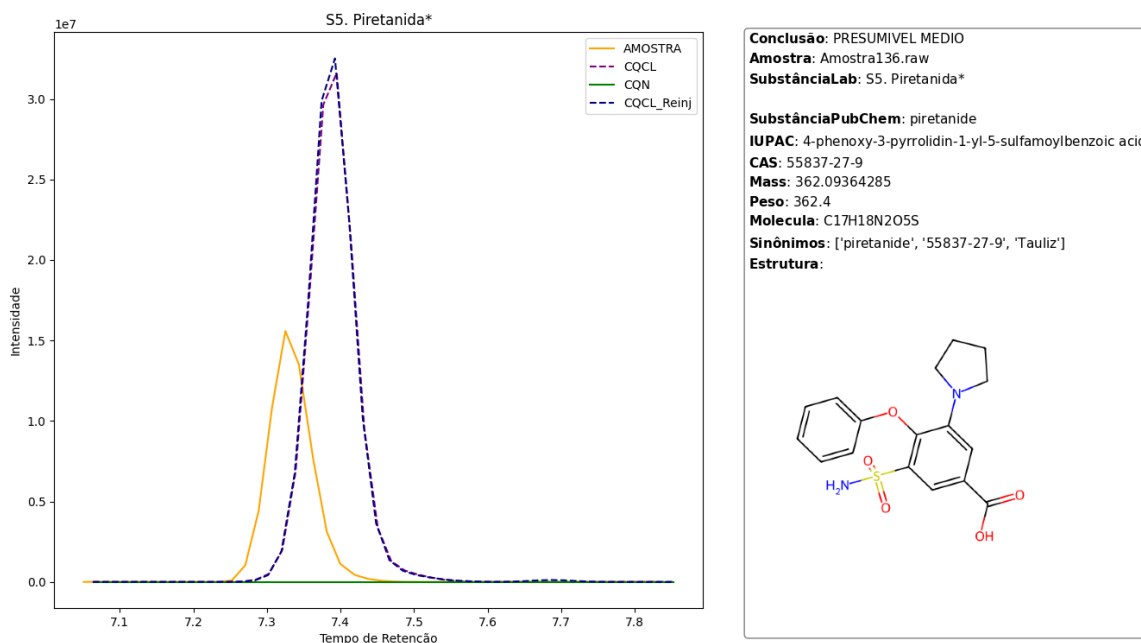 S5. Piretanida*
1e7
AMOSTRA
CQCL
CQN
CQCL_Reinj
3.0
2.5
2.0
1.5
1.0
0.5
0.0
Intensidade
7.1 7.2 7.3 7.4 7.5 7.6 7.7 7.8
Tempo de Retenção
Conclusão: PRESUMIVEL MEDIO
Amostra: Amostra136.raw
SubstânciaLab: S5. Piretanida*
SubstânciaPubChem: piretanide
IUPAC: 4-phenoxy-3-pyrrolidin-1-yl-5-sulfamoylbenzoic acid
CAS: 55837-27-9
Mass: 362.09364285
Peso: 362.4
Molecula: C17H18N2O5S
Sinônimos: ['piretanide', '55837-27-9', 'Tauliz']
Estrutura:
N
O
O
S
H2N
O
O
OH